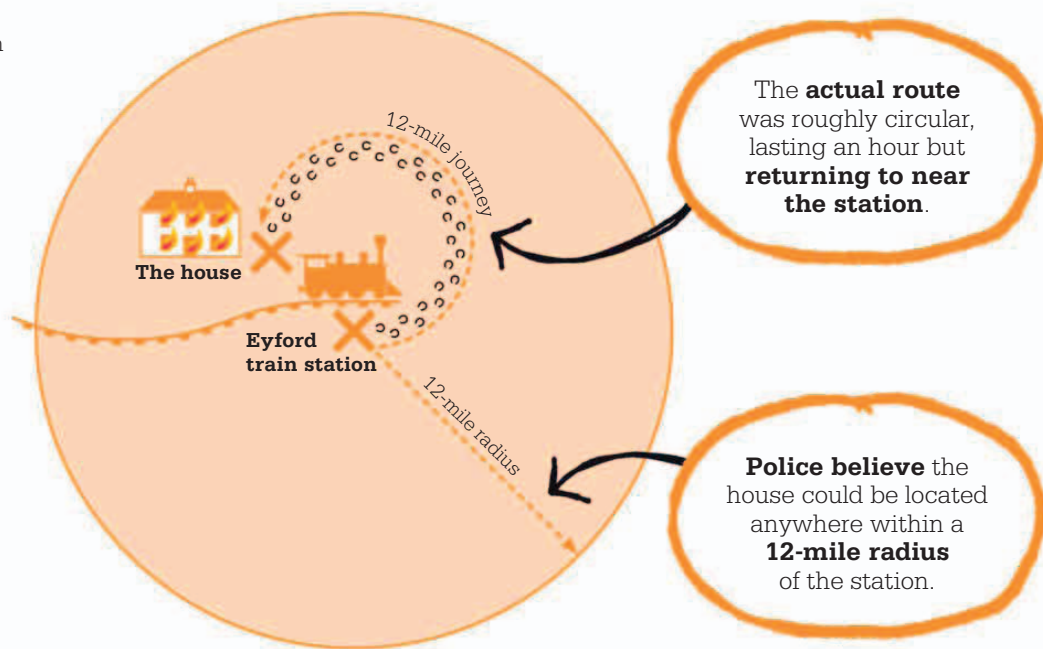 12-mile journey
The house
Eyford
train station
12-mile radius
The actual route
was roughly circular,
lasting an hour but
returning to near
the station.
Police believe the
house could be located
anywhere within a
12-mile radius
of the station.